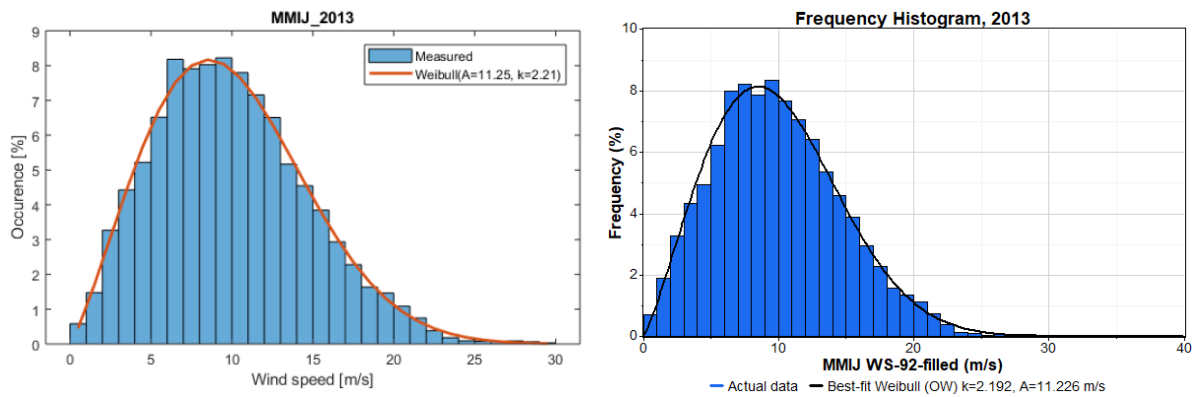 MMIJ_2013
9
8
7
6
5
4
3
2
1
0
Occurence [%]
Measured
Weibull(A=11.25, k=2.21)
0 5 10 15 20 25 30
Wind speed [m/s]
Frequency Histogram, 2013
10
8
6
4
2
0
Frequency (%)
0 10 20 30 40
MMIJ WS-92-filled (m/s)
Actual data Best-fit Weibull (OW) k=2.192, A=11.226 m/s